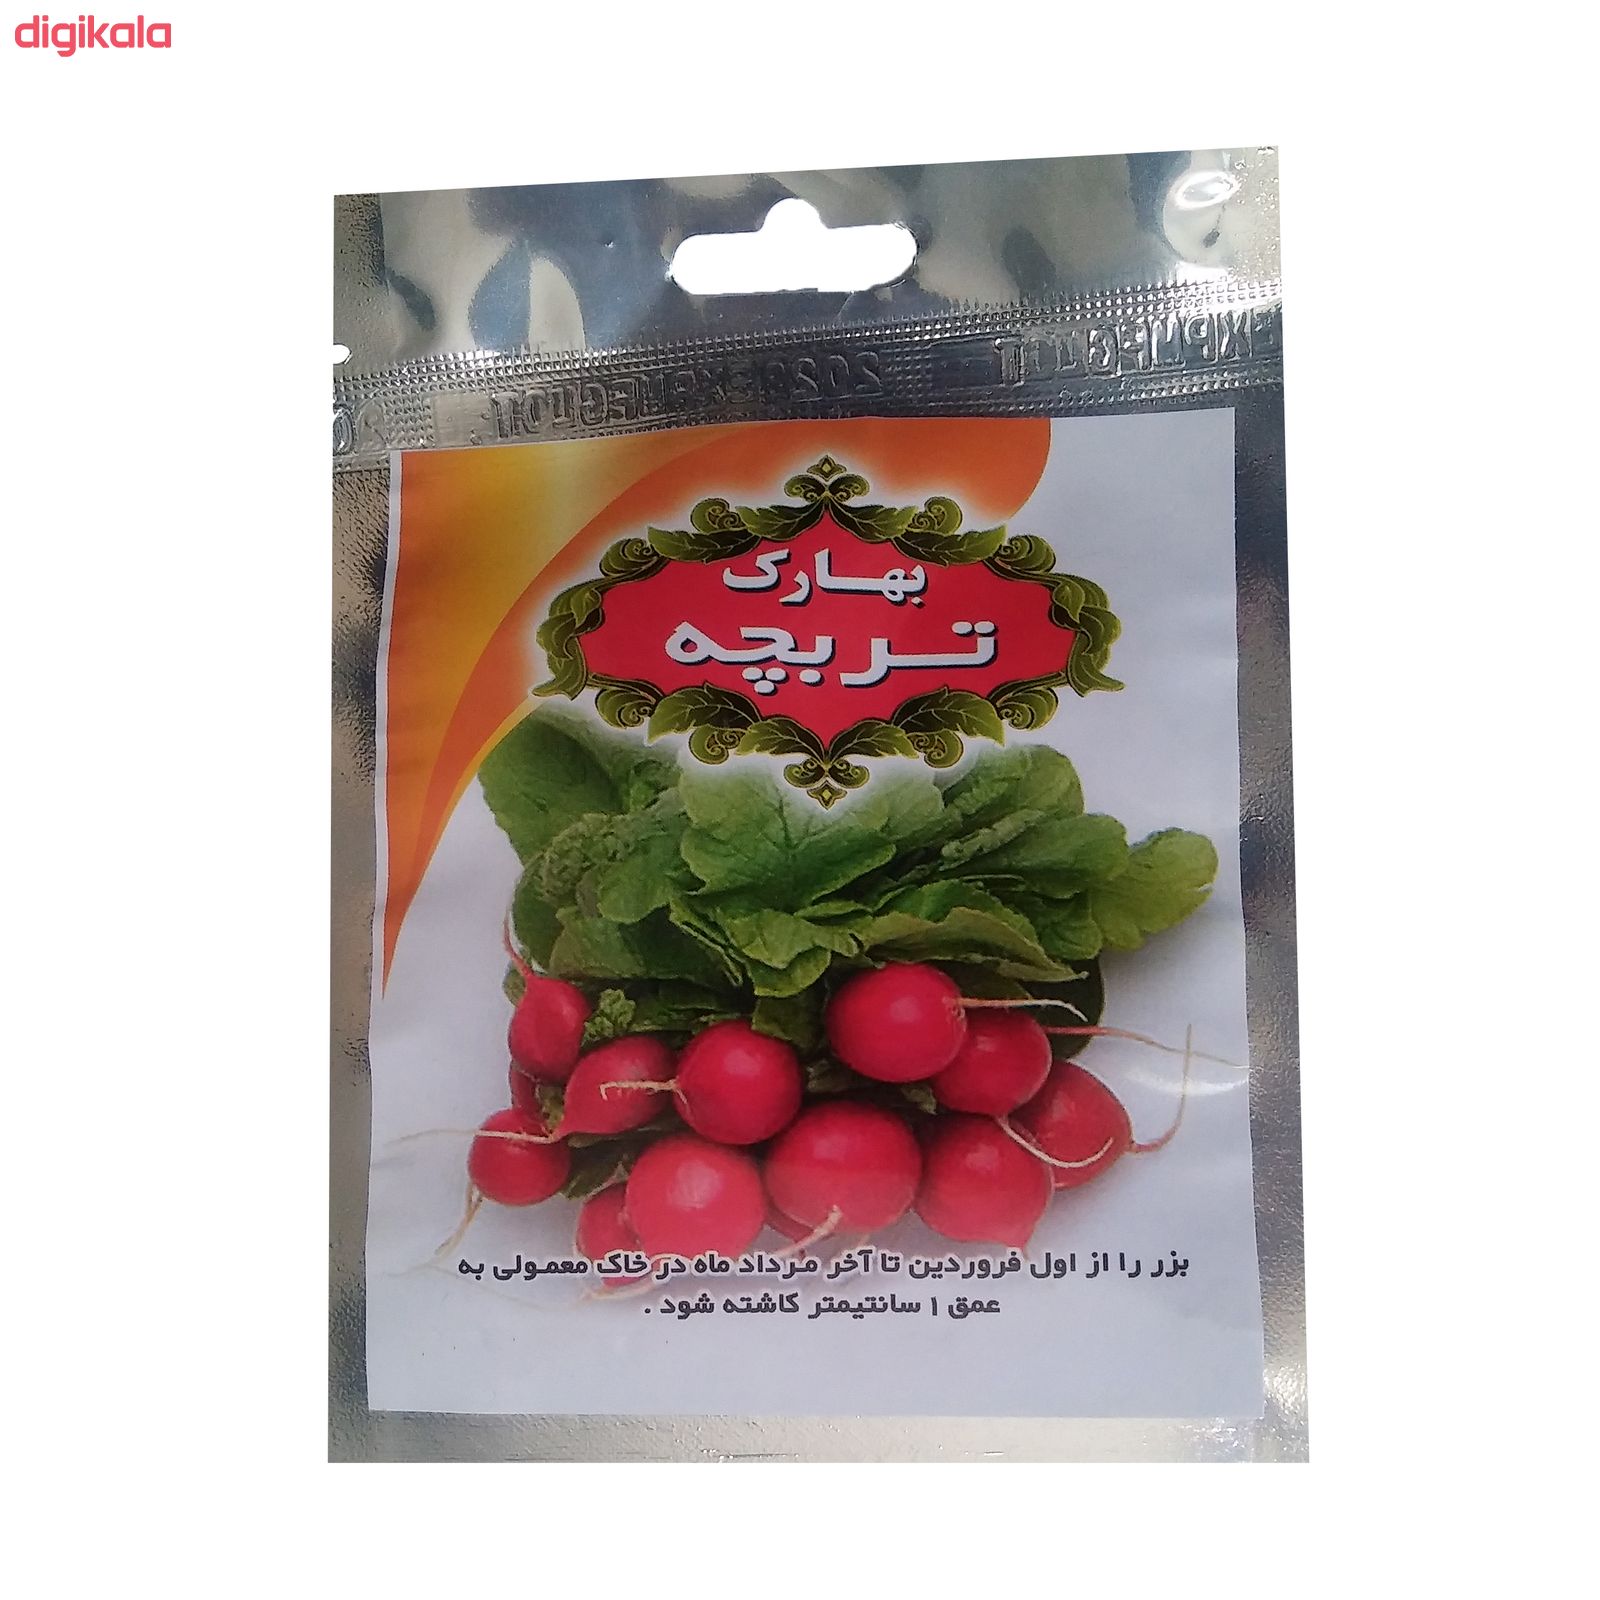 digikala
بهارک
تربچه
بزر را از اول فروردین تا آخر مرداد ماه در خاک معمولی به
عمق ۱ سانتیمتر کاشته شود .